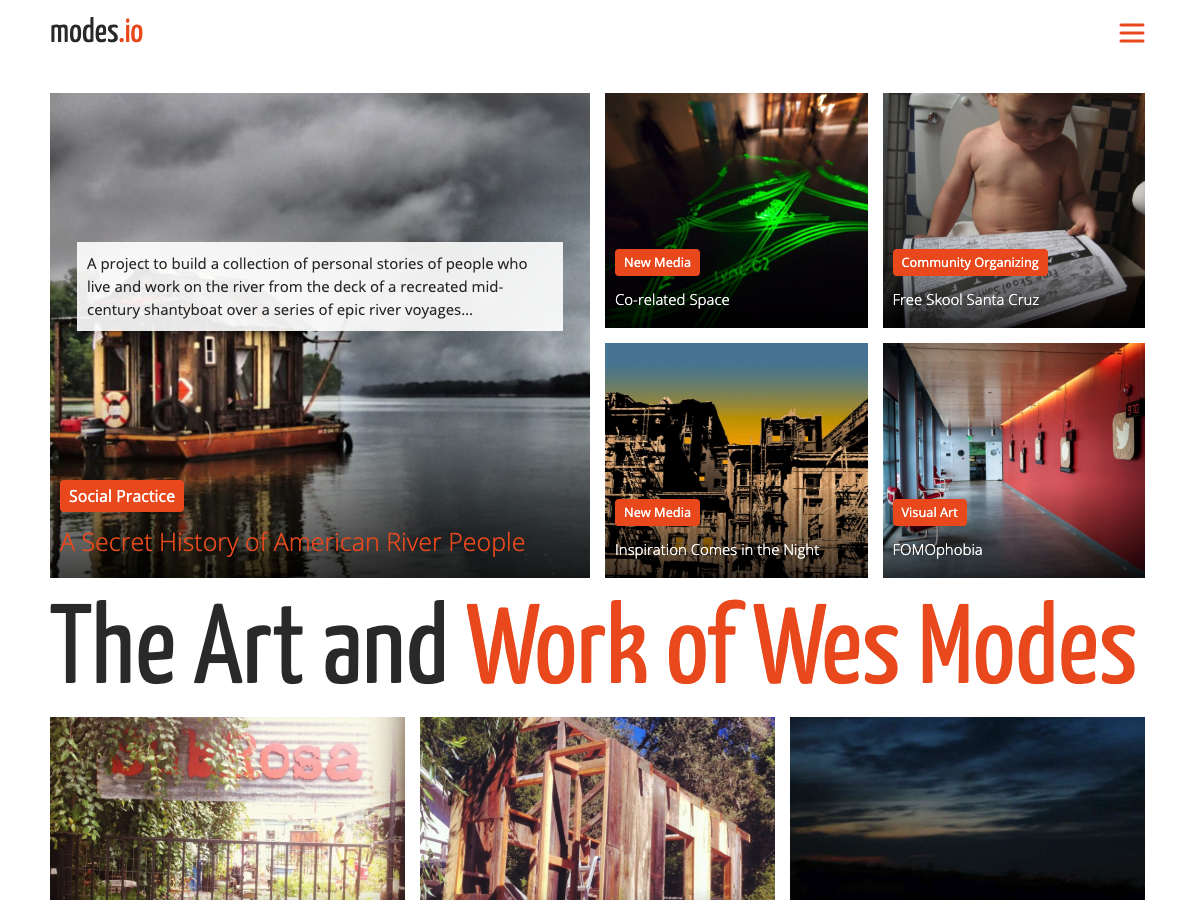 modes.io
A project to build a collection of personal stories of people who
live and work on the river from the deck of a recreated mid-
century shantyboat over a series of epic river voyages...
Social Practice
A Secret History of American River People
New Media
Co-related Space
Community Organizing
Free Skool Santa Cruz
New Media
Inspiration Comes in the Night
Visual Art
FOMOphobia
The Art and Work of Wes Modes